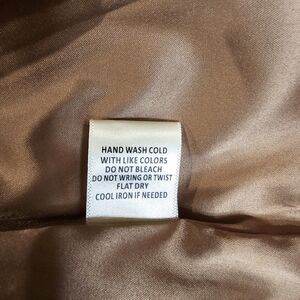 HAND WASH COLD
WITH LIKE COLORS
DO NOT BLEACH
DO NOT WRING OR TWIST
FLAT DRY
COOL IRON IF NEEDED